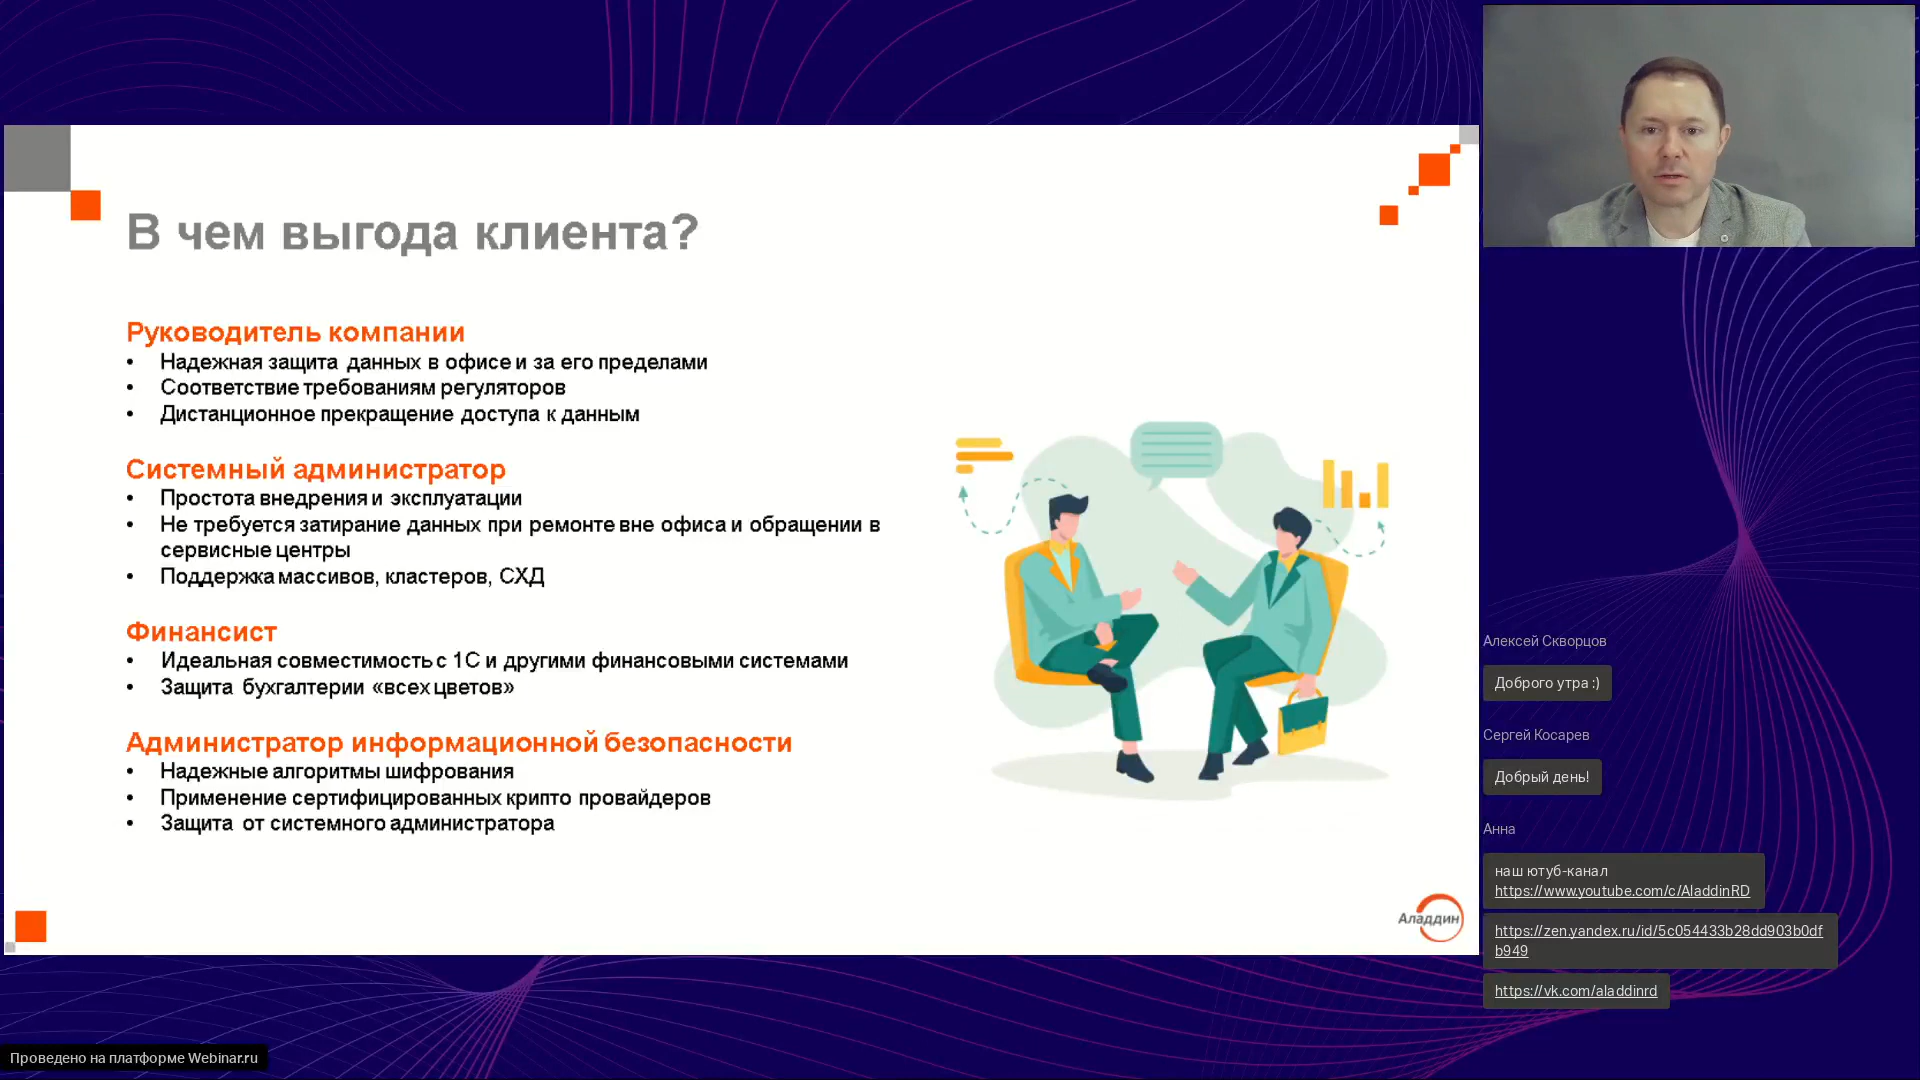 В чем выгода клиента?
Руководитель компании
• Надежная защита данных в офисе и за его пределами
• Соответствие требованиям регуляторов
• Дистанционное прекращение доступа к данным
Системный администратор
• Простота внедрения и эксплуатации
• Не требуется затирание данных при ремонте вне офиса и обращении в
сервисные центры
• Поддержка массивов, кластеров, СХД
Финансист
• Идеальная совместимость с 1С и другими финансовыми системами
• Защита бухгалтерии «всех цветов»
Администратор информационной безопасности
• Надежные алгоритмы шифрования
• Применение сертифицированных крипто провайдеров
• Защита от системного администратора
Аладдин
Алексей Скворцов
Доброго утра :)
Сергей Косарев
Добрый день!
Анна
наш ютуб-канал
https://www.youtube.com/c/AladdinRD
https://zen.yandex.ru/id/5c054433b28dd903b0df
b949
https://vk.com/aladdinrd
Проведено на платформе Webinar.ru